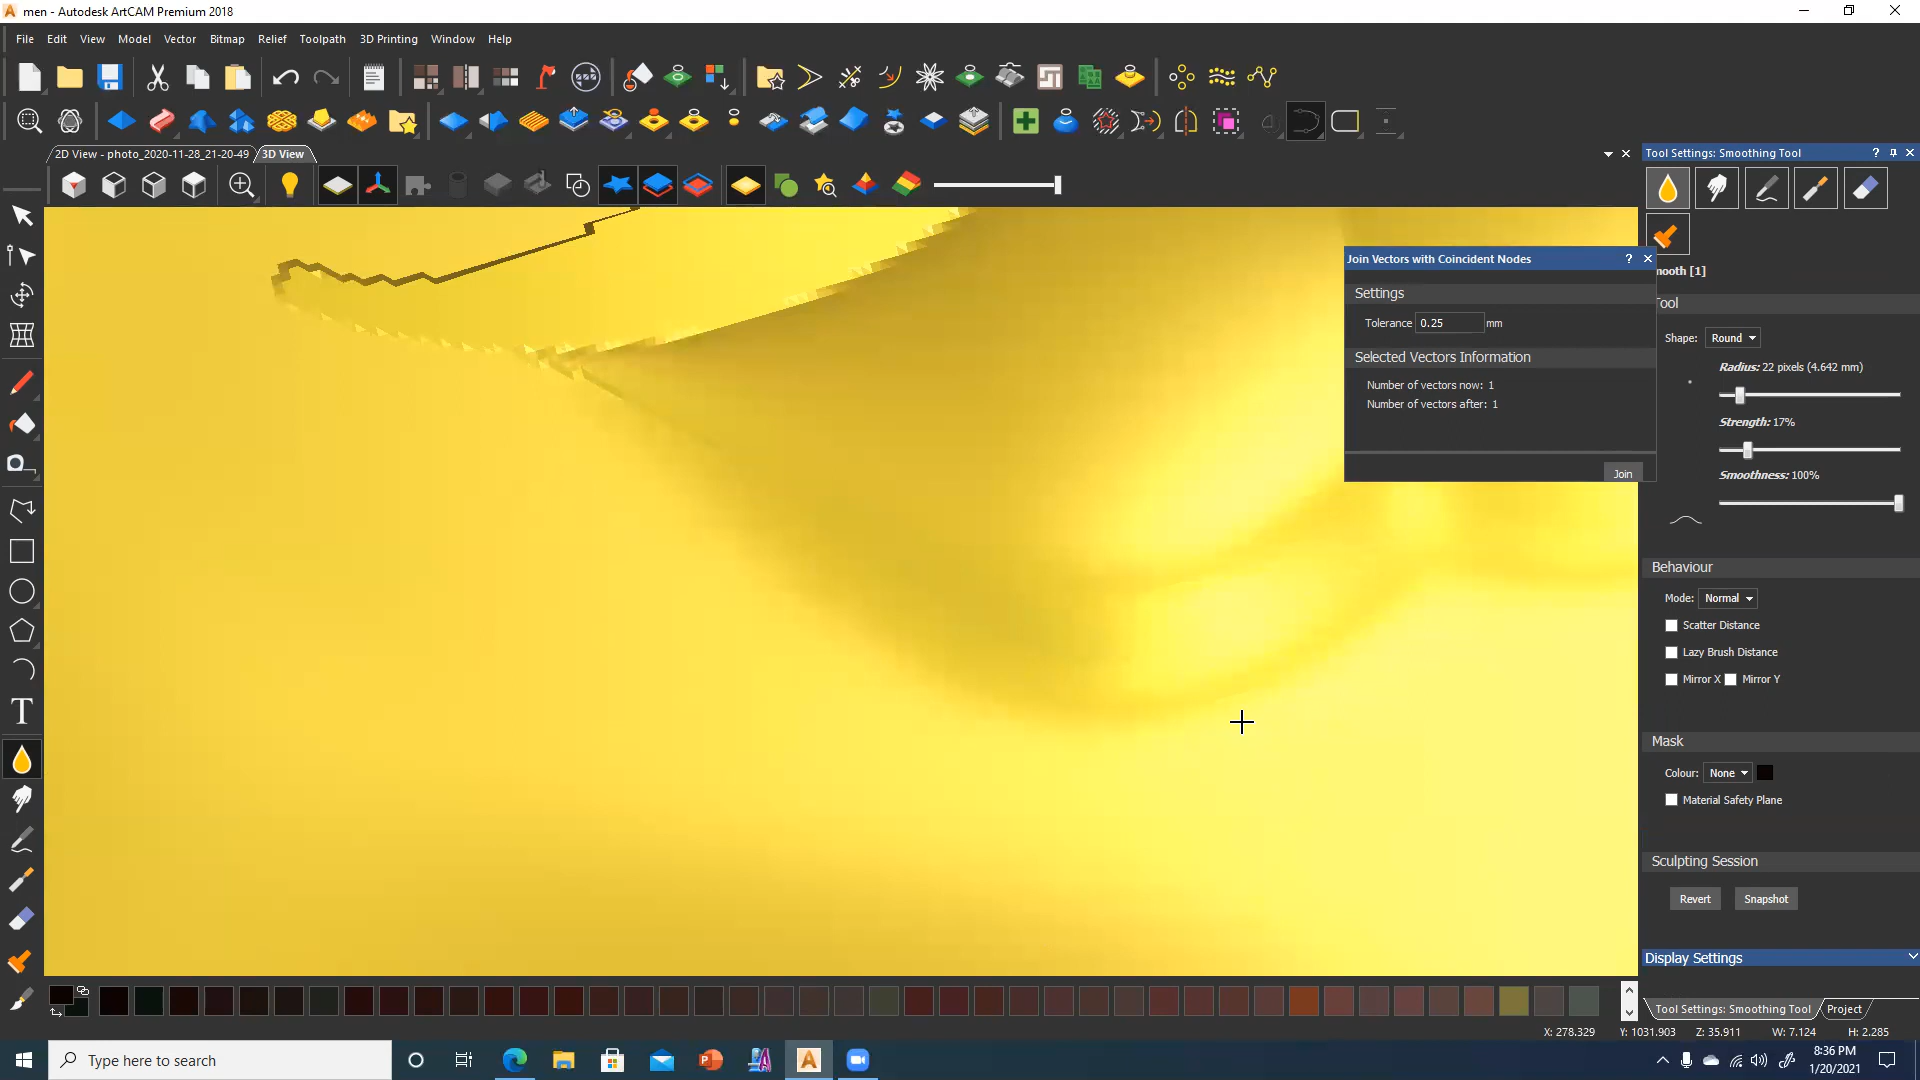 men - Autodesk ArtCAM Premium 2018
File Edit View Model Vector Bitmap Relief Toolpath 3D Printing Window Help
2D View - photo_2020-11-28_21-20-49 3D View
Tool Settings: Smoothing Tool
Join Vectors with Coincident Nodes
Settings
Tolerance 0.25 mm
Selected Vectors Information
Number of vectors now: 1
Number of vectors after: 1
Join
mooth [1]
Tool
Shape: Round
Radius: 22 pixels (4.642 mm)
Strength: 17%
Smoothness: 100%
Behaviour
Mode: Normal
Scatter Distance
Lazy Brush Distance
Mirror X Mirror Y
Mask
Colour: None
Material Safety Plane
Sculpting Session
Revert Snapshot
Display Settings
Tool Settings: Smoothing Tool Project
X: 278.329 Y: 1031.903 Z: 35.911 W: 7.124 H: 2.285
Type here to search
8:36 PM
1/20/2021